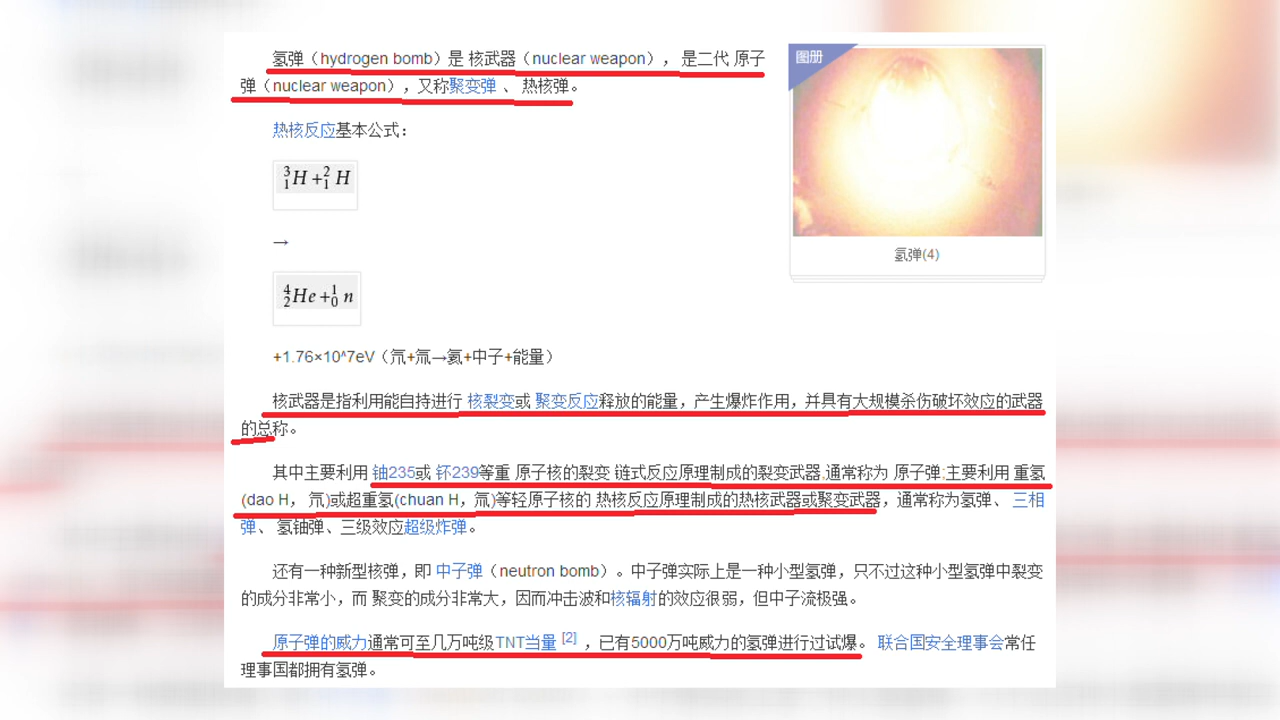 氢弹（hydrogen bomb）是 核武器（nuclear weapon）， 是二代 原子
弹（nuclear weapon），又称聚变弹 、 热核弹。
图册
氢弹(4)
热核反应基本公式：
³₁H +²₁ H
→
⁴₂He +¹₀ n
+1.76×10^7eV（氘+氚→氦+中子+能量）
核武器是指利用能自持进行 核裂变或 聚变反应释放的能量，产生爆炸作用，并具有大规模杀伤破坏效应的武器
的总称。
其中主要利用 铀235或 钚239等重 原子核的裂变 链式反应原理制成的裂变武器,通常称为 原子弹;主要利用 重氢
(dao H， 氘)或超重氢(chuan H，氚)等轻原子核的 热核反应原理制成的热核武器或聚变武器，通常称为氢弹、 三相
弹、 氢铀弹、三级效应超级炸弹。
还有一种新型核弹，即 中子弹（neutron bomb）。中子弹实际上是一种小型氢弹，只不过这种小型氢弹中裂变
的成分非常小，而 聚变的成分非常大，因而冲击波和核辐射的效应很弱，但中子流极强。
原子弹的威力通常可至几万吨级TNT当量 [2] ，已有5000万吨威力的氢弹进行过试爆。 联合国安全理事会常任
理事国都拥有氢弹。